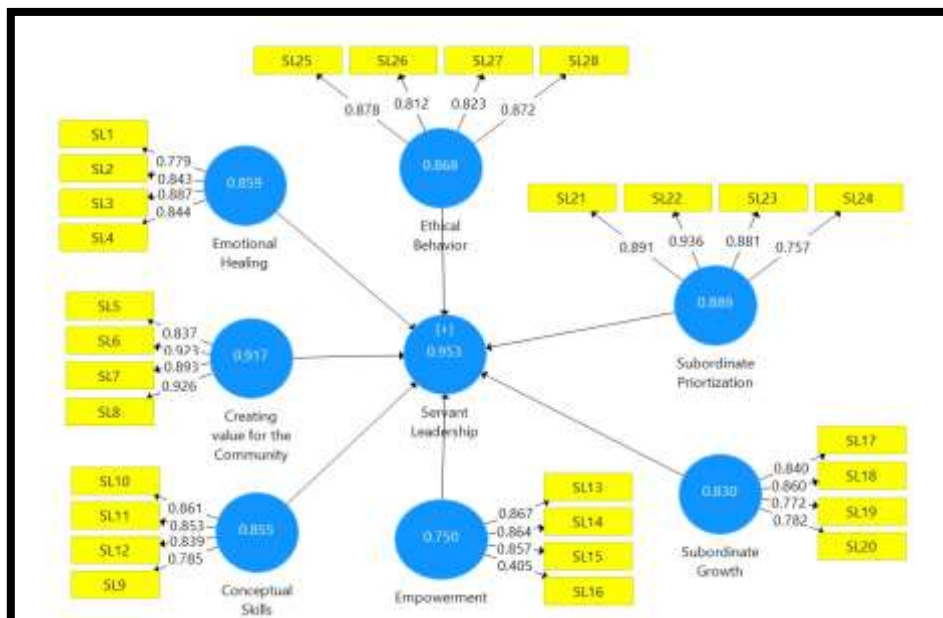 SL25
SL26
SL27
SL28
0.878
0.812
0.823
0.872
0.868
Ethical
Behavior
SL1
SL2
SL3
SL4
0.779
0.843
0.887
0.844
0.859
Emotional
Healing
SL21
SL22
SL23
SL24
0.891
0.936
0.881
0.757
0.889
Subordinate
Priortization
SL5
SL6
SL7
SL8
0.837
0.923
0.893
0.926
0.917
Creating
value for the
Community
[+]
0.953
Servant
Leadership
SL10
SL11
SL12
SL9
0.861
0.853
0.839
0.785
0.855
Conceptual
Skills
SL13
SL14
SL15
SL16
0.867
0.864
0.857
0.405
0.750
Empowerment
SL17
SL18
SL19
SL20
0.840
0.860
0.772
0.782
0.830
Subordinate
Growth